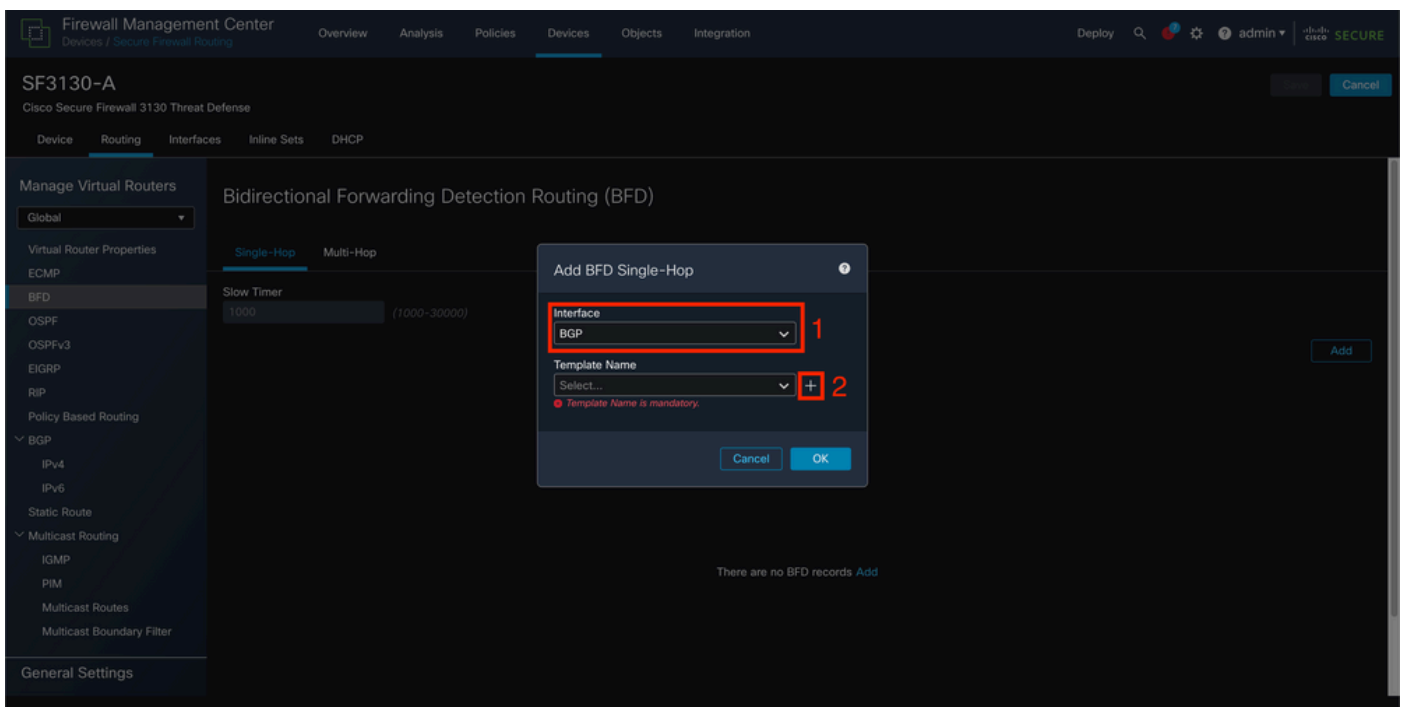 Firewall Management Center
Devices / Secure Firewall Routing
Overview Analysis Policies Devices Objects Integration
Deploy admin
cisco SECURE
SF3130-A
Cisco Secure Firewall 3130 Threat Defense
Save Cancel
Device Routing Interfaces Inline Sets DHCP
Manage Virtual Routers
Global
Virtual Router Properties
ECMP
BFD
OSPF
OSPFv3
EIGRP
RIP
Policy Based Routing
BGP
IPv4
IPv6
Static Route
Multicast Routing
IGMP
PIM
Multicast Routes
Multicast Boundary Filter
General Settings
Bidirectional Forwarding Detection Routing (BFD)
Single-Hop Multi-Hop
Slow Timer
1000 (1000-30000)
Add
Add BFD Single-Hop
Interface
BGP 1
Template Name
Select... + 2
Template Name is mandatory.
Cancel OK
There are no BFD records Add